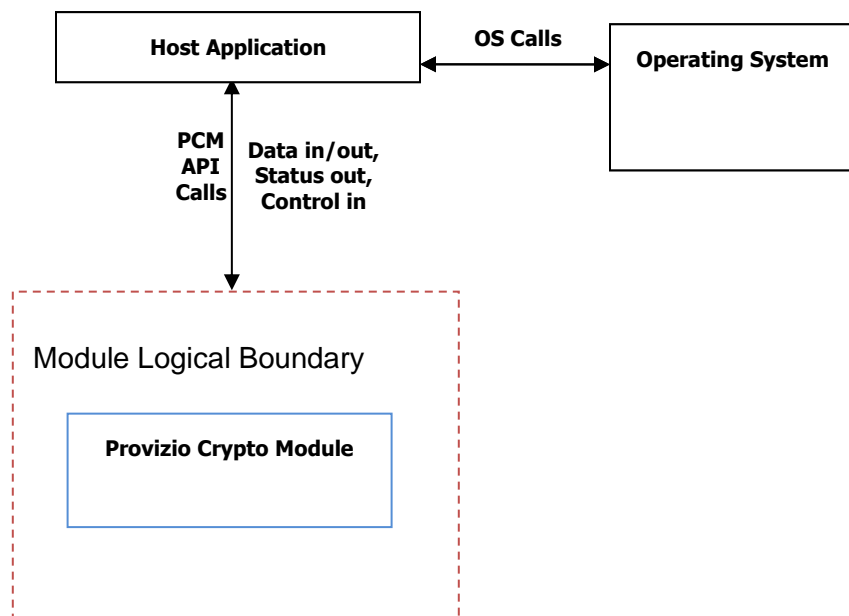 Host Application
OS Calls
Operating System
PCM
API
Calls
Data in/out,
Status out,
Control in
Module Logical Boundary
Provizio Crypto Module